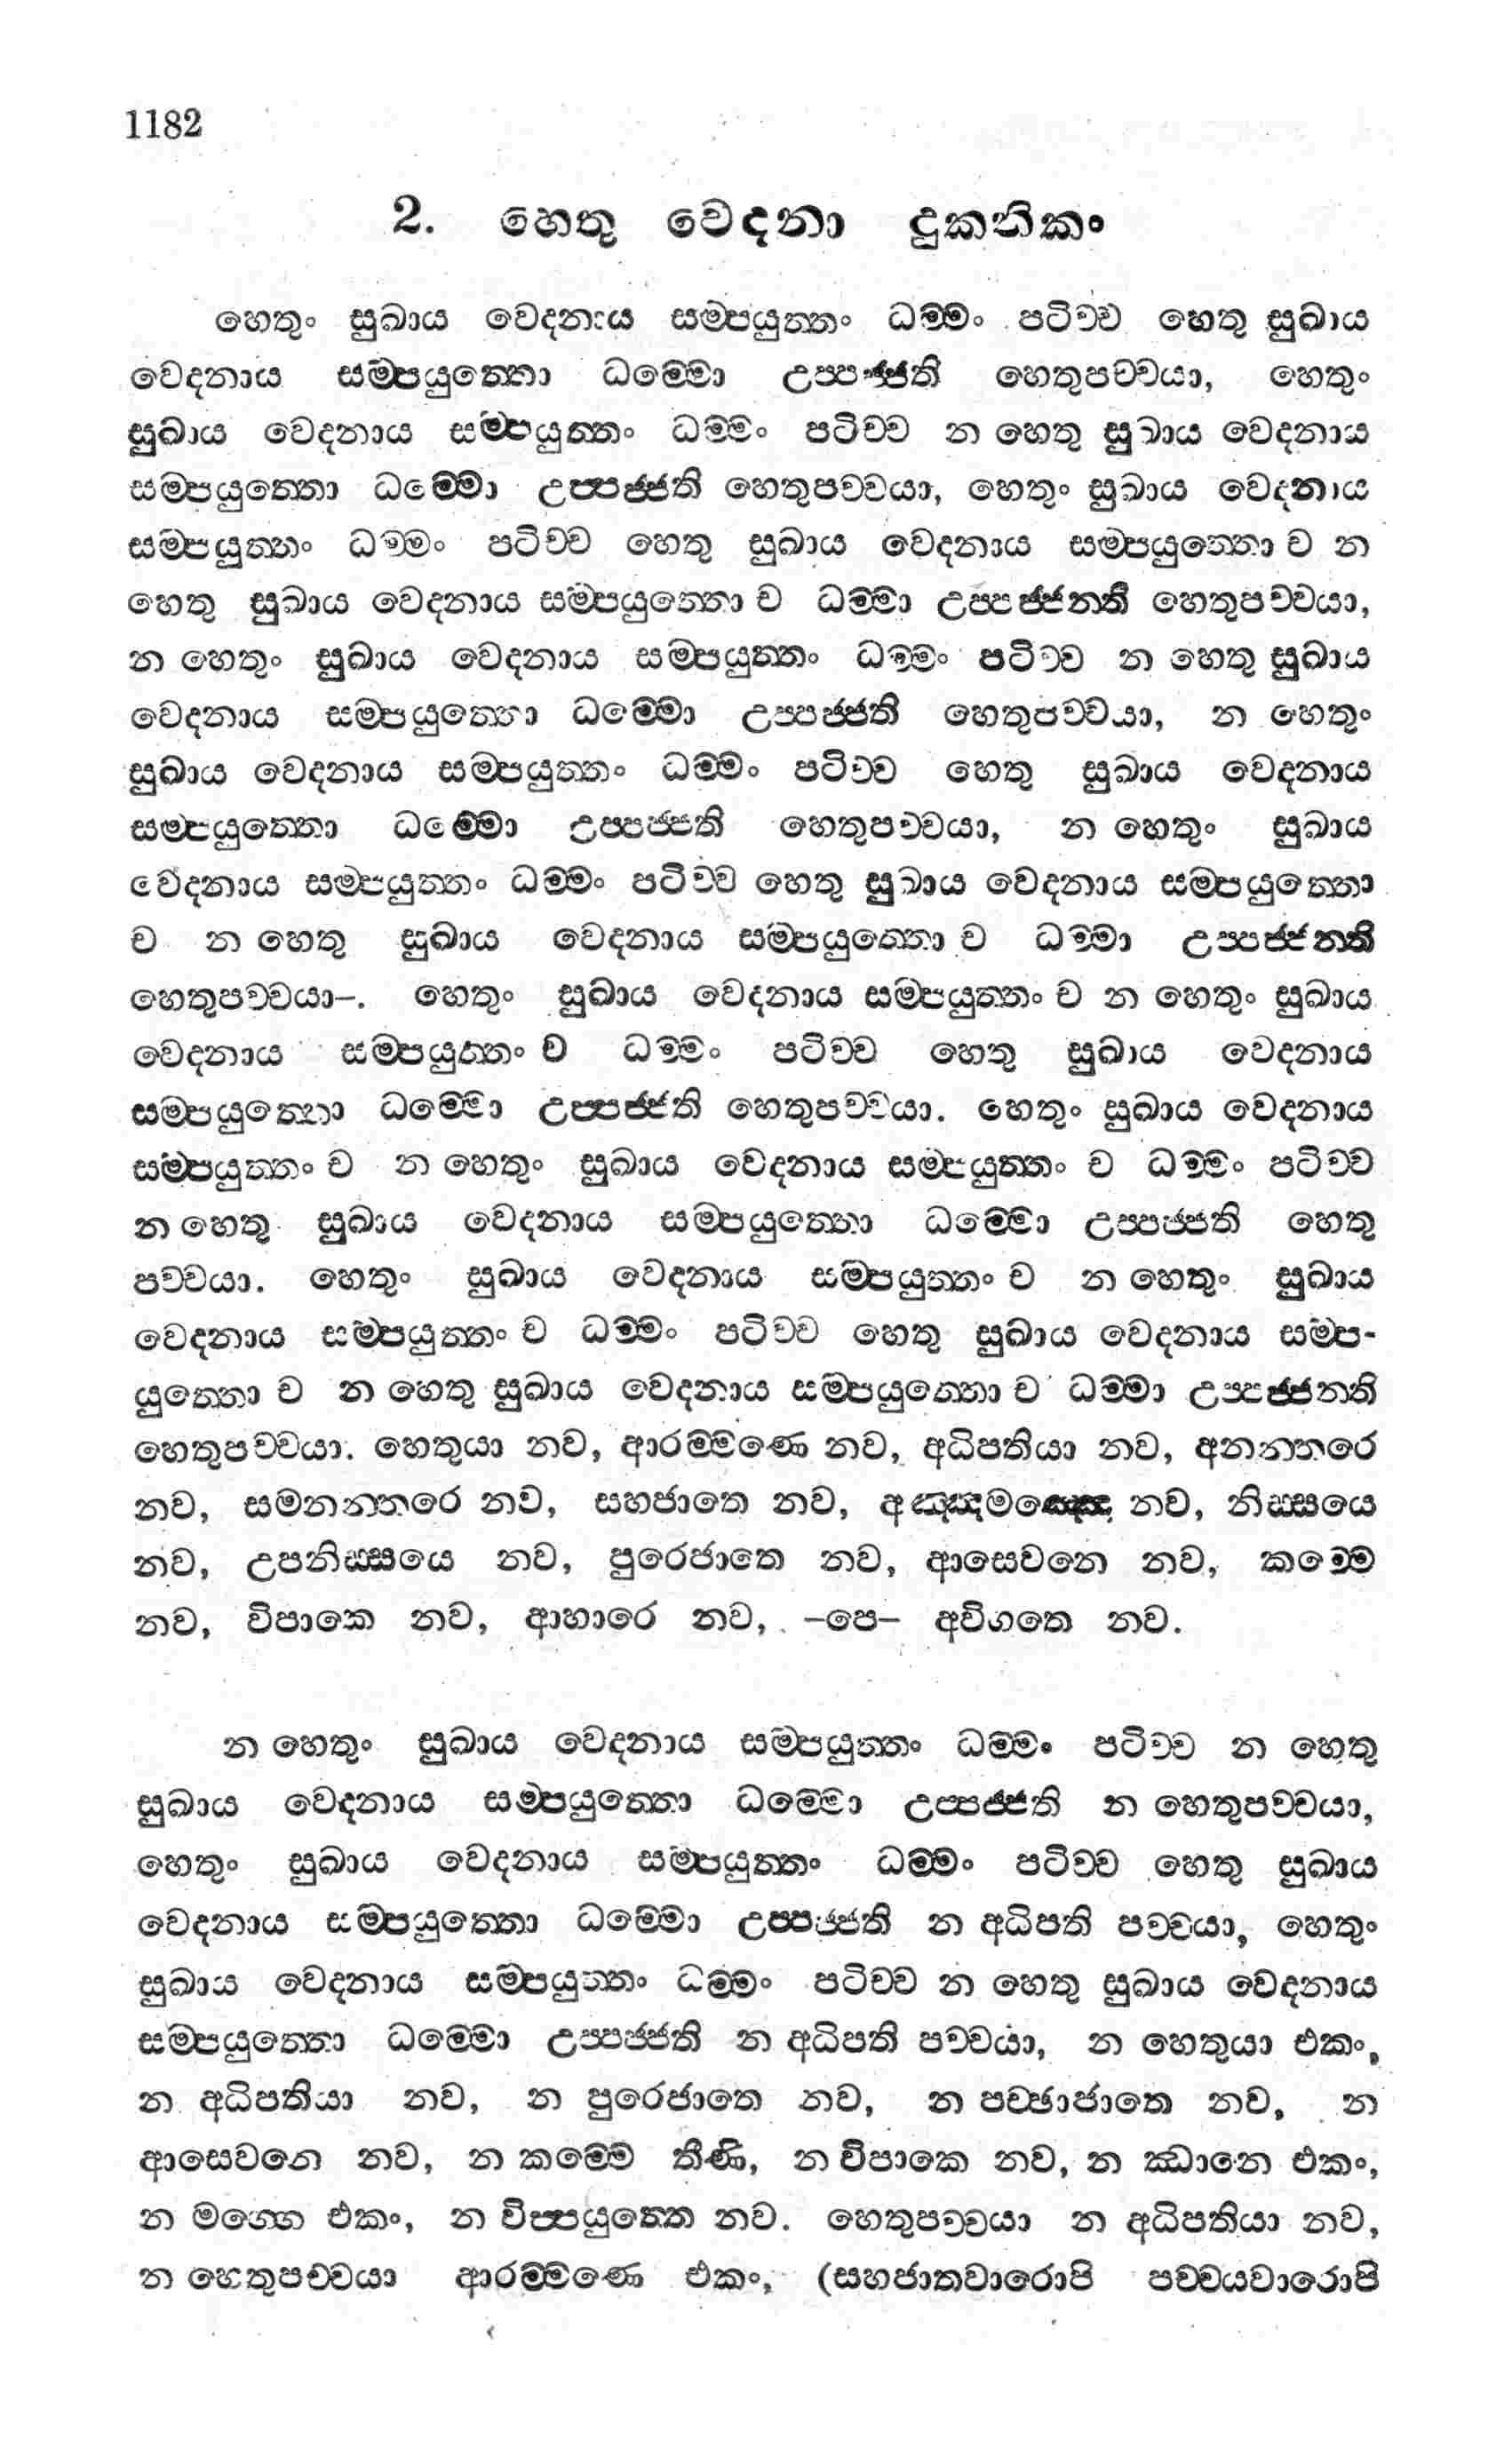 1182
2. හෙතු වෙදනා දුකතිකං
හෙතුං සුඛාය වෙදනාය සම්පයුත්තං ධම්මං පටිච්ච හෙතු සුඛාය
වෙදනාය සම්පයුත්තො ධම්මො උප්පජ්ජති හෙතුපච්චයා, හෙතුං
සුඛාය වෙදනාය සම්පයුත්තං ධම්මං පටිච්ච න හෙතු සුඛාය වෙදනාය
සම්පයුත්තො ධම්මො උප්පජ්ජති හෙතුපච්චයා, හෙතුං සුඛාය වෙදනාය
සම්පයුත්තං ධම්මං පටිච්ච හෙතු සුඛාය වෙදනාය සම්පයුත්තො ච න
හෙතු සුඛාය වෙදනාය සම්පයුත්තො ච ධම්මා උප්පජ්ජන්ති හෙතුපච්චයා,
න හෙතුං සුඛාය වෙදනාය සම්පයුත්තං ධම්මං පටිච්ච න හෙතු සුඛාය
වෙදනාය සම්පයුත්තො ධම්මො උප්පජ්ජති හෙතුපච්චයා, න හෙතුං
සුඛාය වෙදනාය සම්පයුත්තං ධම්මං පටිච්ච හෙතු සුඛාය වෙදනාය
සම්පයුත්තො ධම්මො උප්පජ්ජති හෙතුපච්චයා, න හෙතුං සුඛාය
වෙදනාය සම්පයුත්තං ධම්මං පටිච්ච හෙතු සුඛාය වෙදනාය සම්පයුත්තො
ච න හෙතු සුඛාය වෙදනාය සම්පයුත්තො ච ධම්මා උප්පජ්ජන්ති
හෙතුපච්චයා–. හෙතුං සුඛාය වෙදනාය සම්පයුත්තං ච න හෙතුං සුඛාය
වෙදනාය සම්පයුත්තං ච ධම්මං පටිච්ච හෙතු සුඛාය වෙදනාය
සම්පයුත්තො ධම්මො උප්පජ්ජති හෙතුපච්චයා. හෙතුං සුඛාය වෙදනාය
සම්පයුත්තං ච න හෙතුං සුඛාය වෙදනාය සම්පයුත්තං ච ධම්මං පටිච්ච
න හෙතු සුඛාය වෙදනාය සම්පයුත්තො ධම්මො උප්පජ්ජති හෙතු
පච්චයා. හෙතුං සුඛාය වෙදනාය සම්පයුත්තං ච න හෙතුං සුඛාය
වෙදනාය සම්පයුත්තං ච ධම්මං පටිච්ච හෙතු සුඛාය වෙදනාය සම්ප-
යුත්තො ච න හෙතු සුඛාය වෙදනාය සම්පයුත්තො ච ධම්මා උප්පජ්ජන්ති
හෙතුපච්චයා. හෙතුයා නව, ආරම්මණෙ නව, අධිපතියා නව, අනන්තරෙ
නව, සමනන්තරෙ නව, සහජාතෙ නව, අඤ්ඤමඤ්ඤෙ නව, නිස්සයෙ
නව, උපනිස්සයෙ නව, පුරෙජාතෙ නව, ආසෙවනෙ නව, කම්මෙ
නව, විපාකෙ නව, ආහාරෙ නව, –පෙ– අවිගතෙ නව.
න හෙතුං සුඛාය වෙදනාය සම්පයුත්තං ධම්මං පටිච්ච න හෙතු
සුඛාය වෙදනාය සම්පයුත්තො ධම්මො උප්පජ්ජති න හෙතුපච්චයා,
හෙතුං සුඛාය වෙදනාය සම්පයුත්තං ධම්මං පටිච්ච හෙතු සුඛාය
වෙදනාය සම්පයුත්තො ධම්මො උප්පජ්ජති න අධිපති පච්චයා, හෙතුං
සුඛාය වෙදනාය සම්පයුත්තං ධම්මං පටිච්ච න හෙතු සුඛාය වෙදනාය
සම්පයුත්තො ධම්මො උප්පජ්ජති න අධිපති පච්චයා, න හෙතුයා එකං,
න අධිපතියා නව, න පුරෙජාතෙ නව, න පච්ඡාජාතෙ නව, න
ආසෙවනෙ නව, න කම්මෙ තීණි, න විපාකෙ නව, න ඣානෙ එකං,
න මග්ගෙ එකං, න විප්පයුත්තෙ නව. හෙතුපච්චයා න අධිපතියා නව,
න හෙතුපච්චයා ආරම්මණෙ එකං, (සහජාතවාරොපි පච්චයවාරොපි